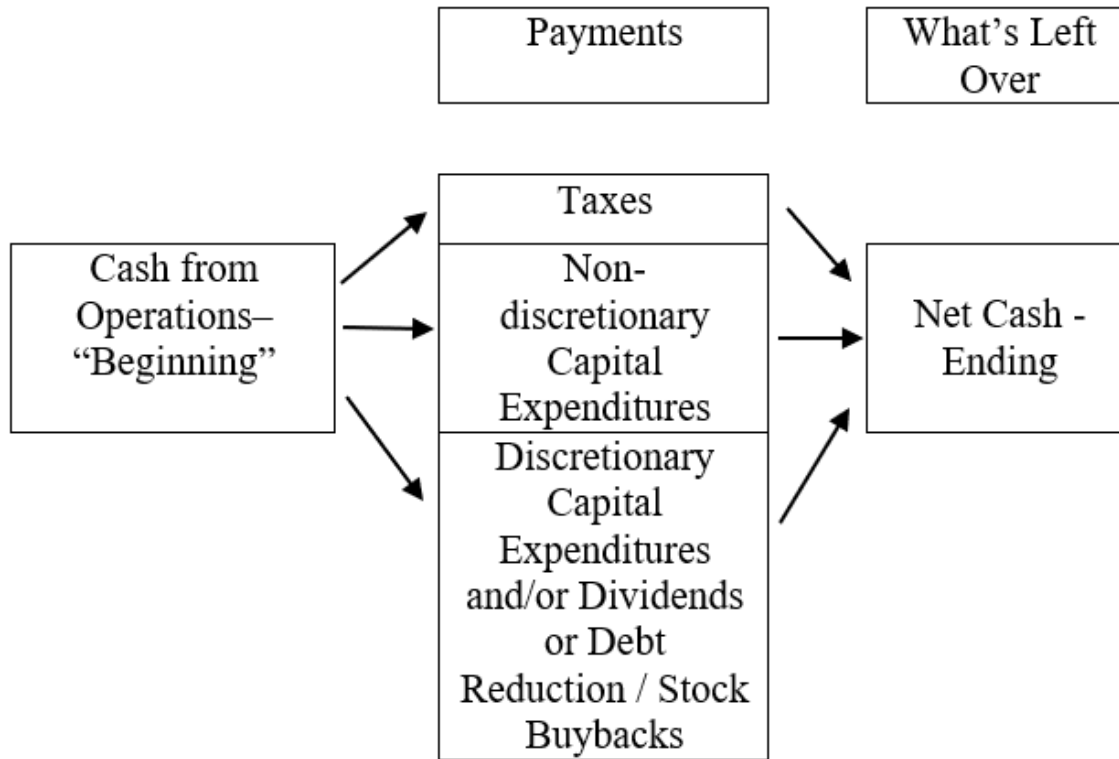 Payments
What’s Left
Over
Cash from
Operations–
“Beginning”
Taxes
Non-
discretionary
Capital
Expenditures
Discretionary
Capital
Expenditures
and/or Dividends
or Debt
Reduction / Stock
Buybacks
Net Cash -
Ending